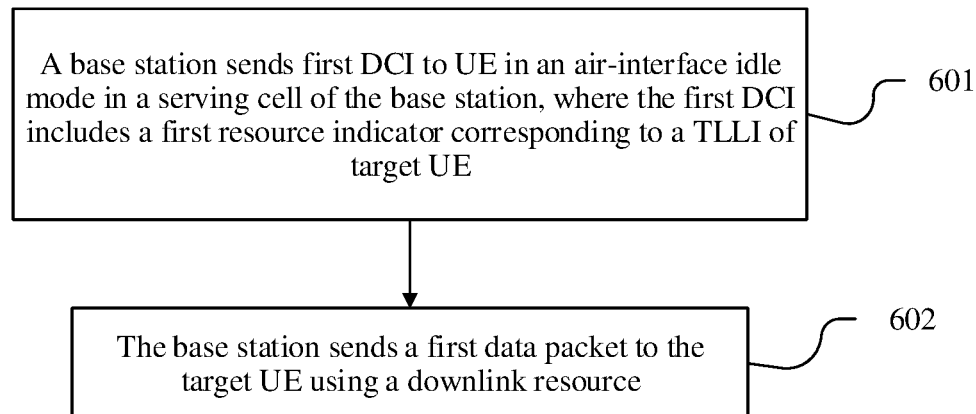 A base station sends first DCI to UE in an air-interface idle
mode in a serving cell of the base station, where the first DCI
includes a first resource indicator corresponding to a TLLI of
target UE
601
The base station sends a first data packet to the
target UE using a downlink resource
602